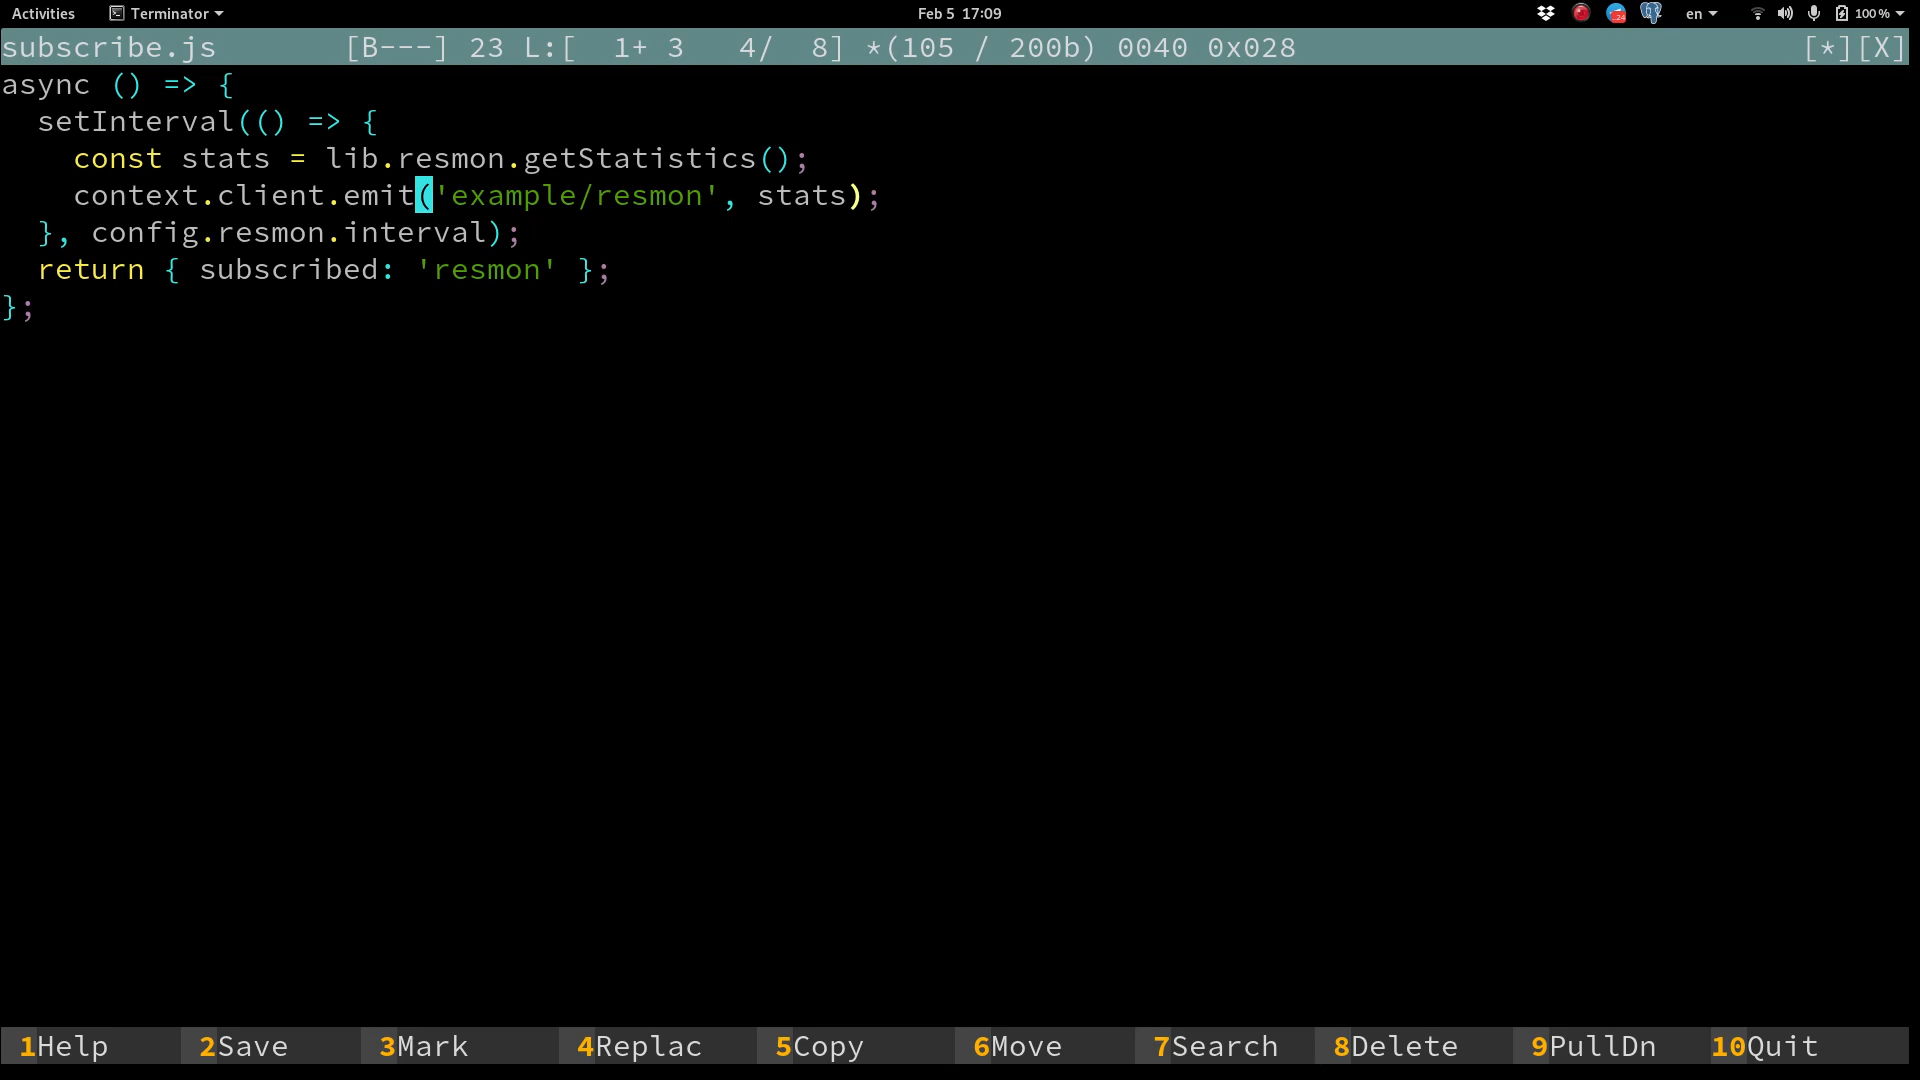 Activities Terminator Feb 5 17:09 en 100%
subscribe.js [B---] 23 L:[ 1+ 3 4/ 8] *(105 / 200b) 0040 0x028 [*][X]
async () => {
  setInterval(() => {
    const stats = lib.resmon.getStatistics();
    context.client.emit('example/resmon', stats);
  }, config.resmon.interval);
  return { subscribed: 'resmon' };
};
1Help 2Save 3Mark 4Replac 5Copy 6Move 7Search 8Delete 9PullDn 10Quit